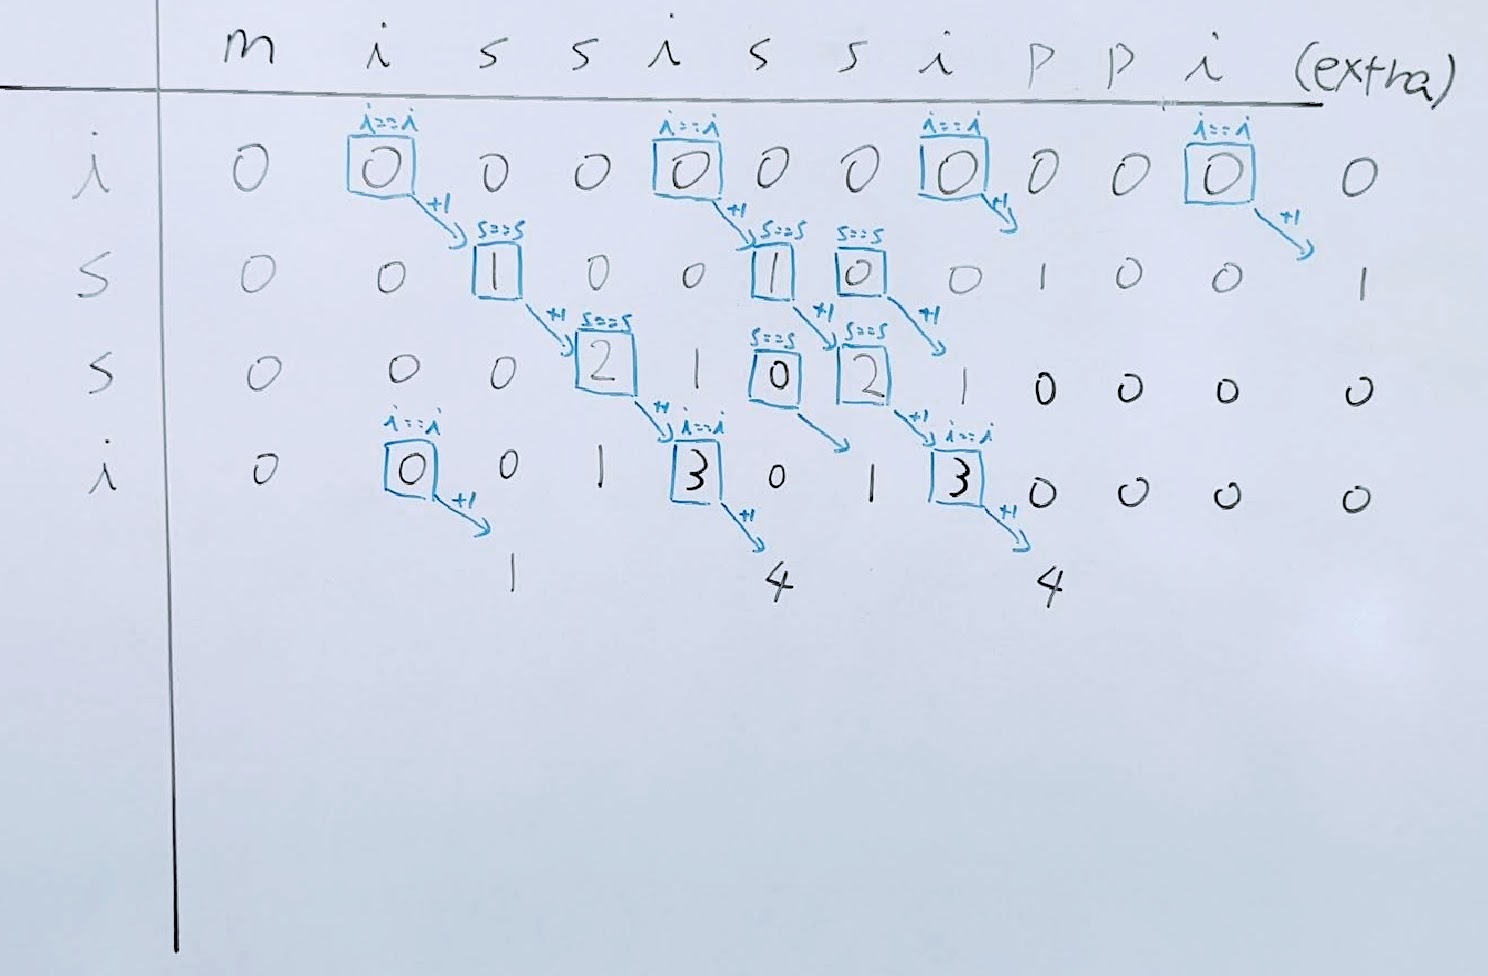 m i s s i s s i p p i (extra)
i==i i==i i==i i==i
i 0 0 0 0 0 0 0 0 0 0 0 0
+1 +1 +1 +1
s==s s==s s==s
s 0 0 1 0 0 1 0 0 1 0 0 1
+1 +1 +1
s==s s==s s==s
s 0 0 0 2 1 0 2 1 0 0 0 0
+1 +1
i==i i==i i==i
i 0 0 0 1 3 0 1 3 0 0 0 0
+1 +1 +1
1 4 4